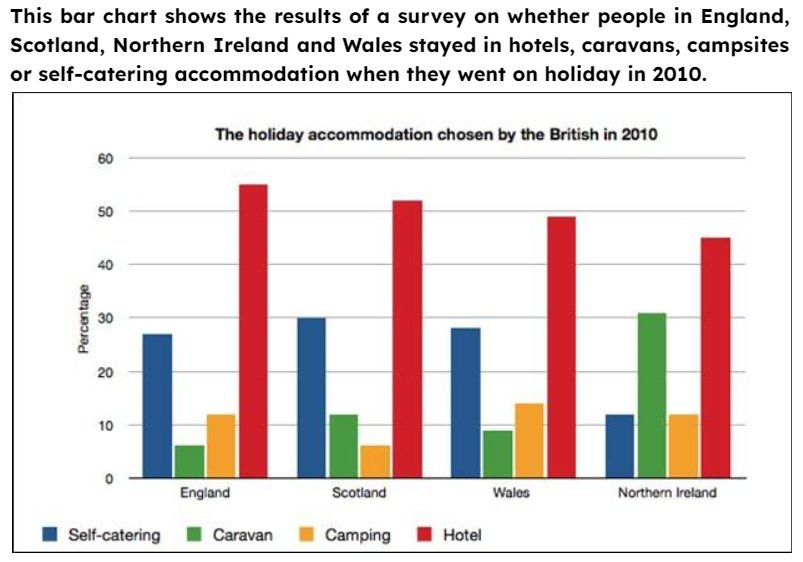 This bar chart shows the results of a survey on whether people in England,
Scotland, Northern Ireland and Wales stayed in hotels, caravans, campsites
or self-catering accommodation when they went on holiday in 2010.
The holiday accommodation chosen by the British in 2010
60
50
40
30
20
10
0
Percentage
England Scotland Wales Northern Ireland
Self-catering Caravan Camping Hotel